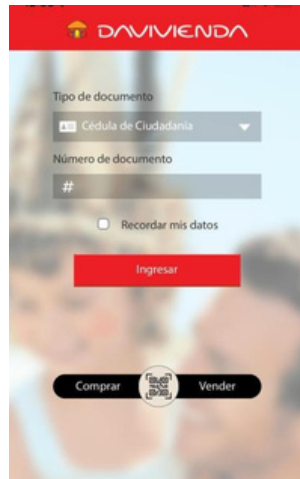 DAVIVIENDA
Tipo de documento
Cédula de Ciudadanía
Número de documento
#
Recordar mis datos
Ingresar
Comprar Vender